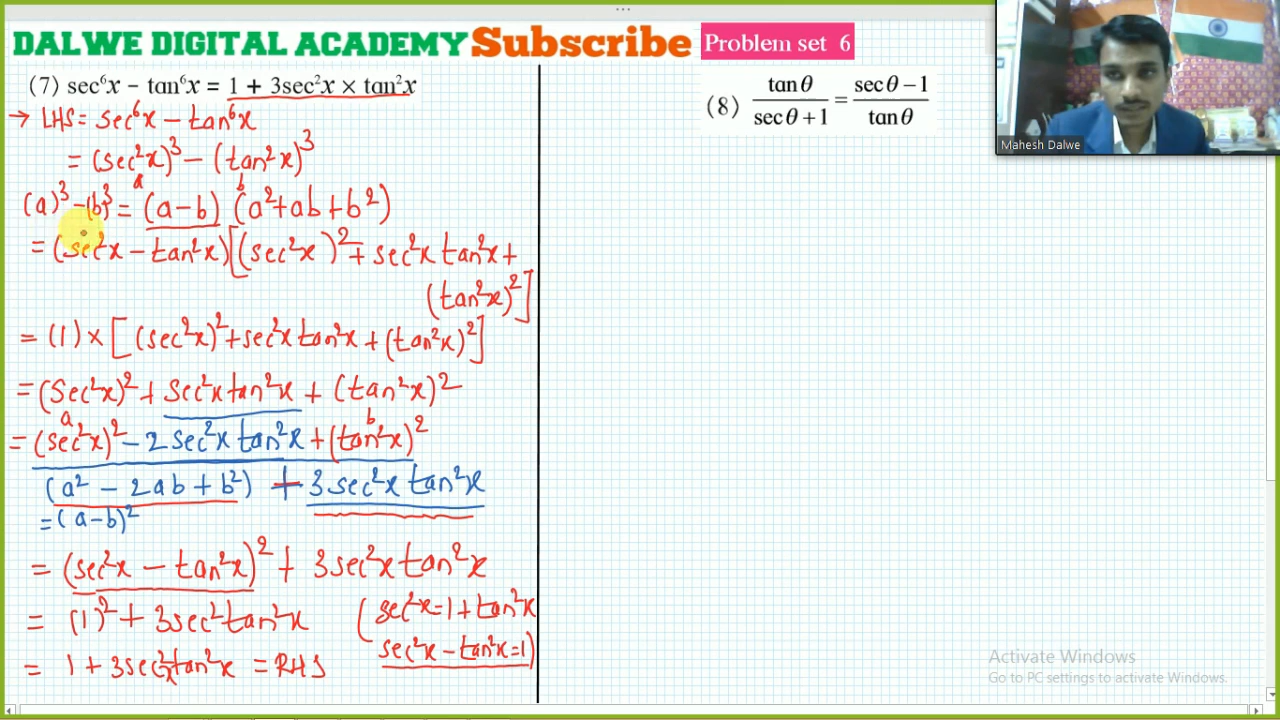 DALWE DIGITAL ACADEMY Subscribe Problem set 6
(7) sec⁶x − tan⁶x = 1 + 3sec²x × tan²x
→ LHS = sec⁶x − tan⁶x
= (sec²x)³ − (tan²x)³
a b
(a)³ − (b)³ = (a−b) (a²+ab+b²)
= (sec²x − tan²x)[(sec²x)² + sec²x tan²x +
(tan²x)²]
= (1) × [(sec²x)² + sec²x tan²x + (tan²x)²]
= (Sec²x)² + sec²x tan²x + (tan²x)²
a b
= (sec²x)² − 2 sec²x tan²x + (tan²x)²
(a² − 2ab + b²) + 3 sec²x tan²x
= (a−b)²
= (sec²x − tan²x)² + 3sec²x tan²x
= (1)² + 3sec² tan²x (sec²x = 1 + tan²x
sec²x − tan²x = 1)
= 1 + 3sec²x tan²x = RHS
(8) tanθ/secθ+1 = secθ−1/tanθ
Mahesh Dalwe
Activate Windows
Go to PC settings to activate Windows.